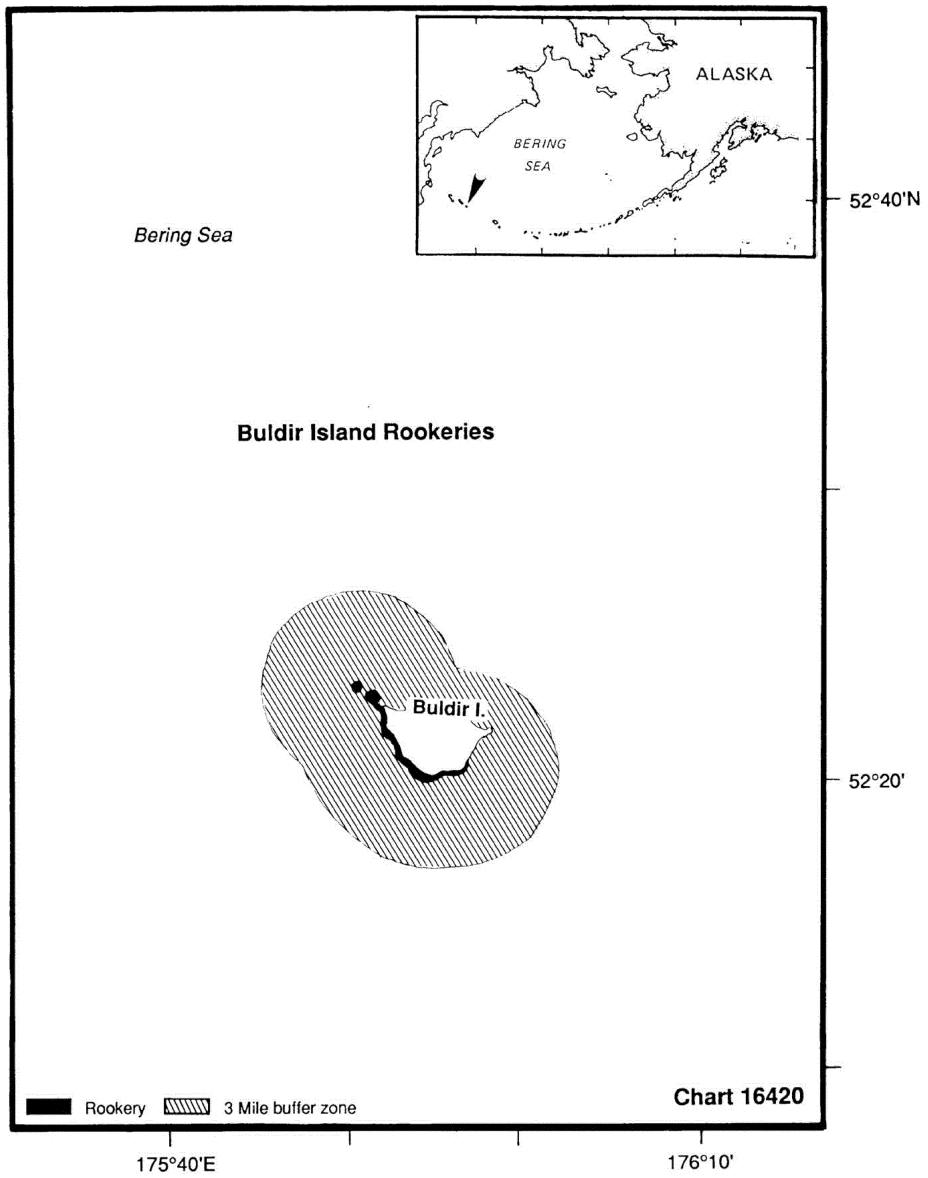 ALASKA
BERING
SEA
52°40'N
Bering Sea
Buldir Island Rookeries
Buldir I.
52°20'
Chart 16420
Rookery
3 Mile buffer zone
175°40'E
176°10'